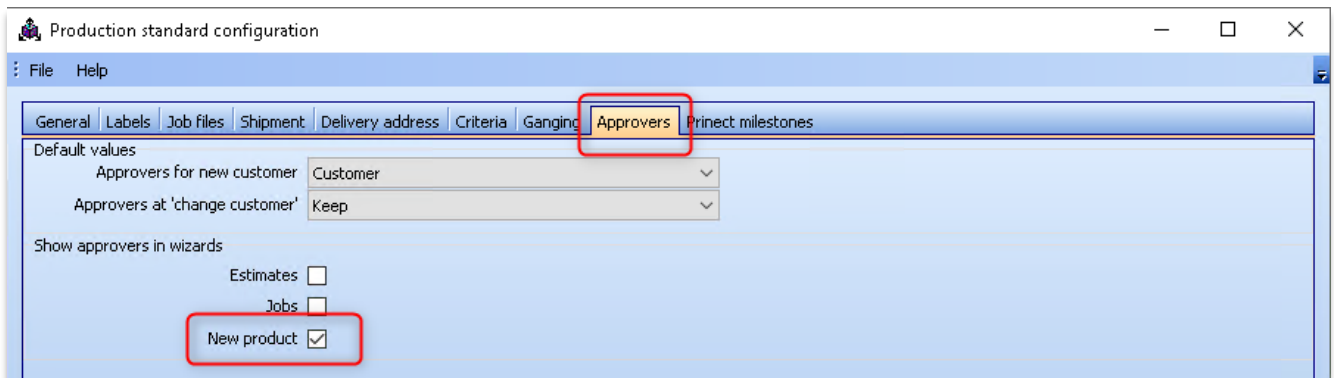 Production standard configuration
File Help
General Labels Job files Shipment Delivery address Criteria Ganging Approvers Prinect milestones
Default values
Approvers for new customer Customer
Approvers at 'change customer' Keep
Show approvers in wizards
Estimates
Jobs
New product